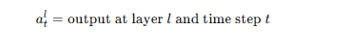 a_t^l = output at layer l and time step t